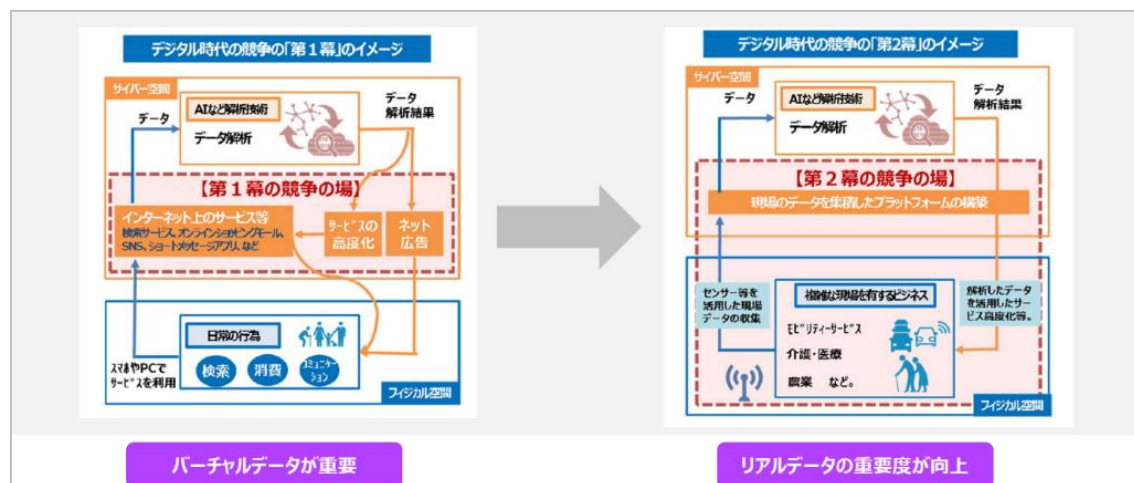 デジタル時代の競争の「第1幕」のイメージ
サイバー空間
AIなど解析技術
データ解析
データ
データ
解析結果
【第１幕の競争の場】
インターネット上のサービス等
検索サービス、オンラインショッピングモール、
SNS、ショートメッセージアプリ、など
サービスの
高度化
ネット
広告
日常の行為
検索
消費
コミュニケー
ション
スマホやPCで
サービスを利用
フィジカル空間
バーチャルデータが重要
デジタル時代の競争の「第2幕」のイメージ
サイバー空間
AIなど解析技術
データ解析
データ
データ
解析結果
【第２幕の競争の場】
現場のデータを集積したプラットフォームの構築
センサー等を
活用した現場
データの収集
複雑な現場を有するビジネス
モビリティーサービス
介護・医療
農業　など。
解析したデータ
を活用したサー
ビス高度化等。
フィジカル空間
リアルデータの重要度が向上